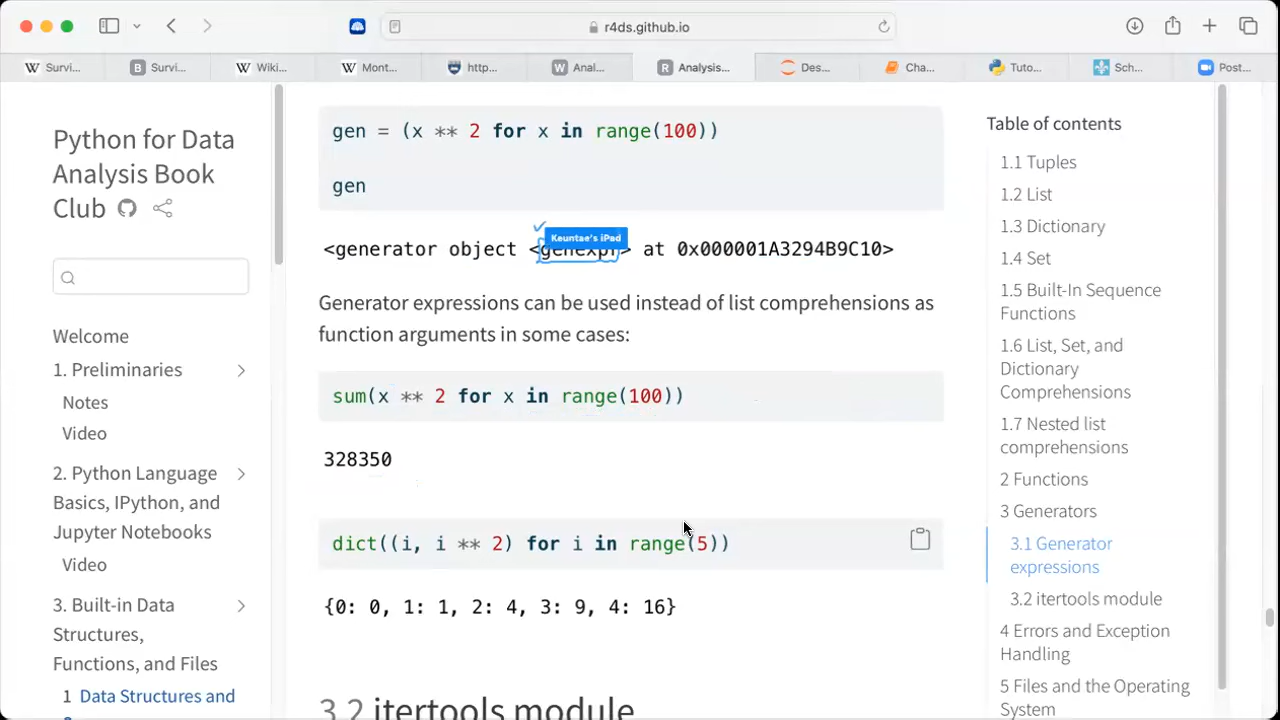 r4ds.github.io
Survi...
Survi...
Wiki...
Mont...
http...
Anal...
Analysis...
Des...
Cha...
Tuto...
Sch...
Post...
Python for Data
Analysis Book
Club
Welcome
1. Preliminaries
Notes
Video
2. Python Language
Basics, IPython, and
Jupyter Notebooks
Video
3. Built-in Data
Structures,
Functions, and Files
1 Data Structures and
gen = (x ** 2 for x in range(100))
gen
Keuntae's iPad
<generator object <genexpr> at 0x000001A3294B9C10>
Generator expressions can be used instead of list comprehensions as
function arguments in some cases:
sum(x ** 2 for x in range(100))
328350
dict((i, i ** 2) for i in range(5))
{0: 0, 1: 1, 2: 4, 3: 9, 4: 16}
3.2 itertools module
Table of contents
1.1 Tuples
1.2 List
1.3 Dictionary
1.4 Set
1.5 Built-In Sequence
Functions
1.6 List, Set, and
Dictionary
Comprehensions
1.7 Nested list
comprehensions
2 Functions
3 Generators
3.1 Generator
expressions
3.2 itertools module
4 Errors and Exception
Handling
5 Files and the Operating
System